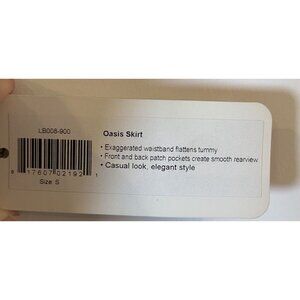 LB008-900
Oasis Skirt
• Exaggerated waistband flattens tummy
• Front and back patch pockets create smooth rearview
• Casual look, elegant style
17607 02192 1
Size: S